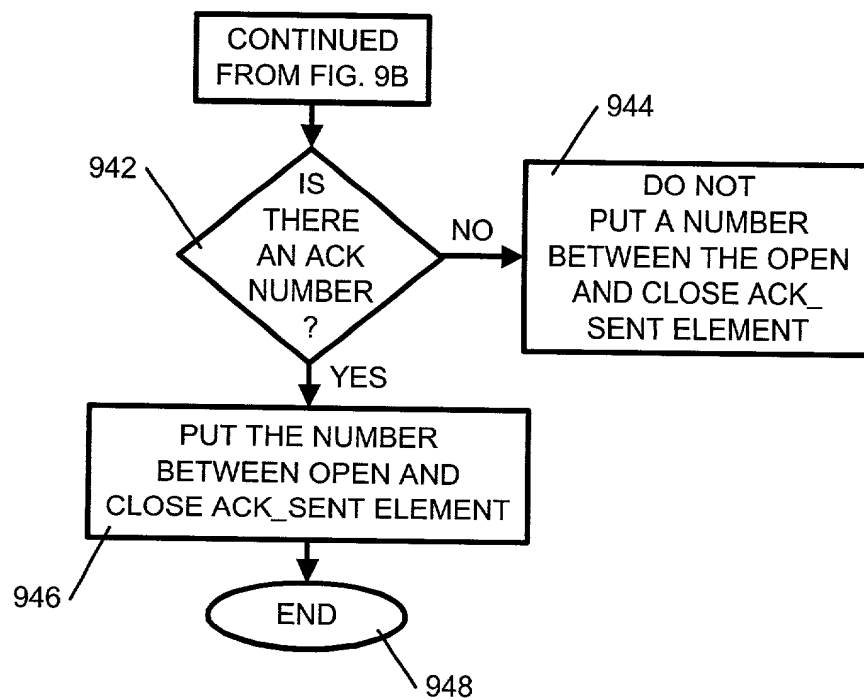 CONTINUED
FROM FIG. 9B
944
942
IS
THERE
AN ACK
NUMBER
?
NO
DO NOT
PUT A NUMBER
BETWEEN THE OPEN
AND CLOSE ACK_
SENT ELEMENT
YES
PUT THE NUMBER
BETWEEN OPEN AND
CLOSE ACK_SENT ELEMENT
946
END
948